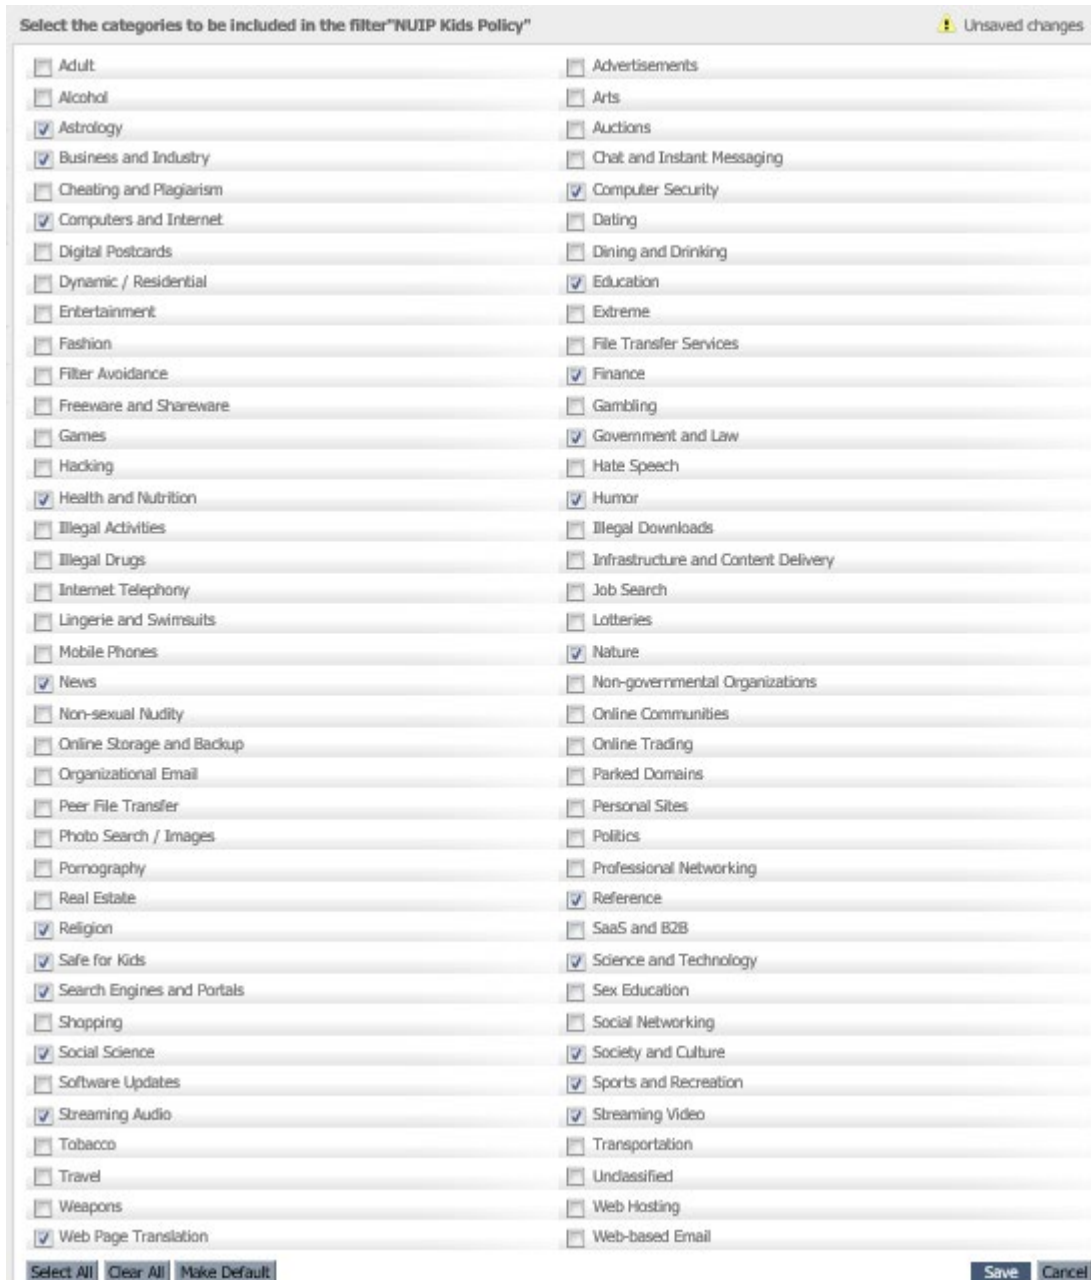 Select the categories to be included in the filter"NUIP Kids Policy" Unsaved changes
Adult Advertisements
Alcohol Arts
Astrology Auctions
Business and Industry Chat and Instant Messaging
Cheating and Plagiarism Computer Security
Computers and Internet Dating
Digital Postcards Dining and Drinking
Dynamic / Residential Education
Entertainment Extreme
Fashion File Transfer Services
Filter Avoidance Finance
Freeware and Shareware Gambling
Games Government and Law
Hacking Hate Speech
Health and Nutrition Humor
Illegal Activities Illegal Downloads
Illegal Drugs Infrastructure and Content Delivery
Internet Telephony Job Search
Lingerie and Swimsuits Lotteries
Mobile Phones Nature
News Non-governmental Organizations
Non-sexual Nudity Online Communities
Online Storage and Backup Online Trading
Organizational Email Parked Domains
Peer File Transfer Personal Sites
Photo Search / Images Politics
Pornography Professional Networking
Real Estate Reference
Religion SaaS and B2B
Safe for Kids Science and Technology
Search Engines and Portals Sex Education
Shopping Social Networking
Social Science Society and Culture
Software Updates Sports and Recreation
Streaming Audio Streaming Video
Tobacco Transportation
Travel Unclassified
Weapons Web Hosting
Web Page Translation Web-based Email
Select All Clear All Make Default Save Cancel